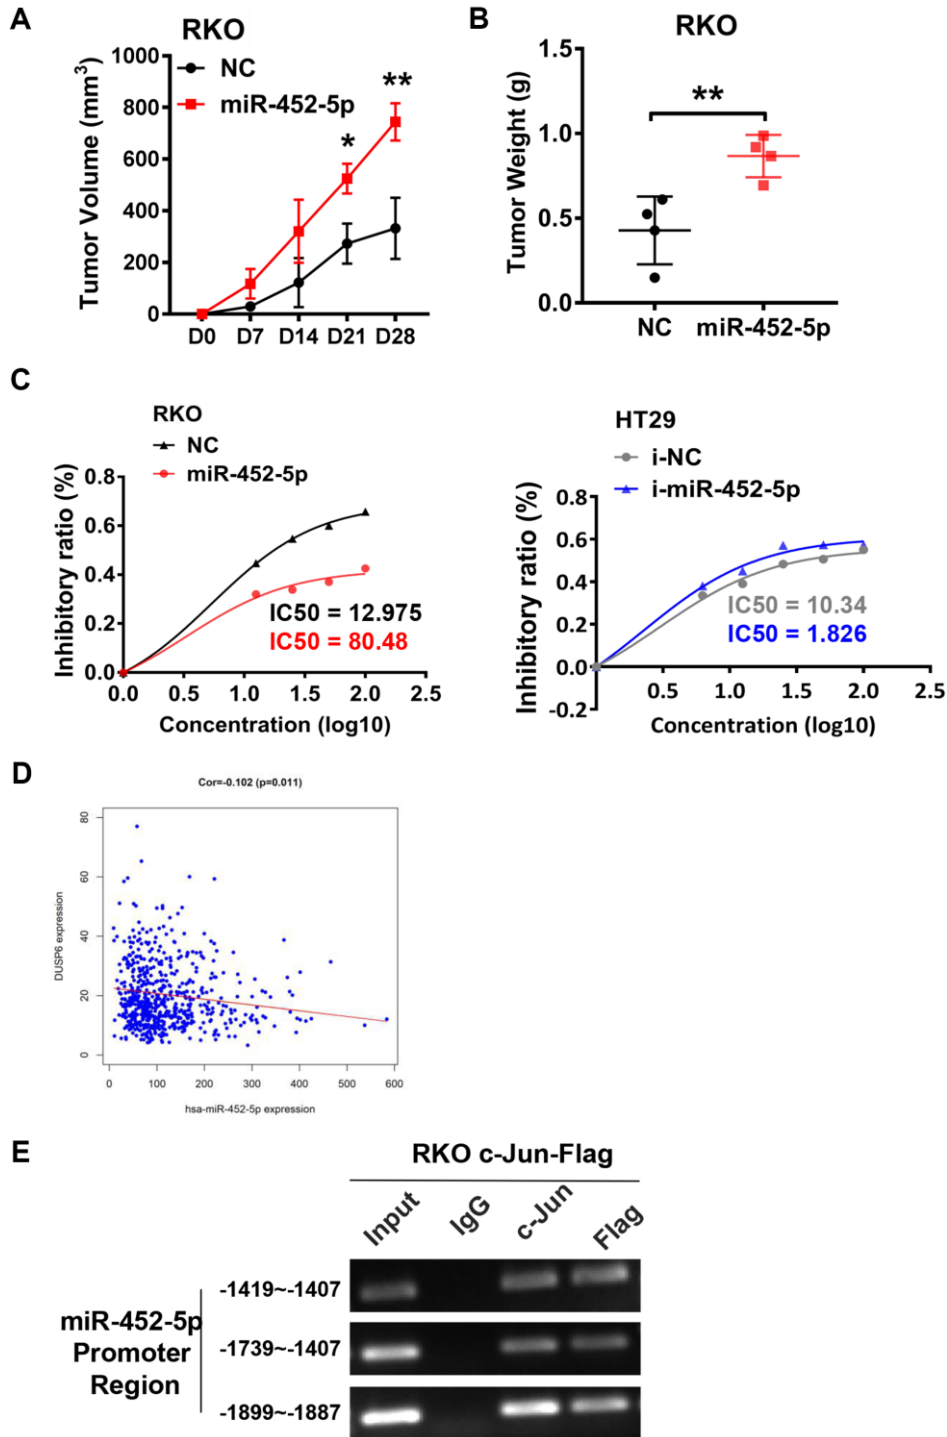 A
RKO
NC
miR-452-5p
Tumor Volume (mm³)
1000
800
600
400
200
0
*
**
D0 D7 D14 D21 D28
B
RKO
Tumor Weight (g)
1.5
1.0
0.5
0.0
**
NC miR-452-5p
C
RKO
NC
miR-452-5p
Inhibitory ratio (%)
0.8
0.6
0.4
0.2
0.0
IC50 = 12.975
IC50 = 80.48
0.0 0.5 1.0 1.5 2.0 2.5
Concentration (log10)
HT29
i-NC
i-miR-452-5p
Inhibitory ratio (%)
0.8
0.6
0.4
0.2
0.0
-0.2
IC50 = 10.34
IC50 = 1.826
0.5 1.0 1.5 2.0 2.5
Concentration (log10)
D
Cor=-0.102 (p=0.011)
DUSP6 expression
80
60
40
20
0
0 100 200 300 400 500 600
hsa-miR-452-5p expression
E
RKO c-Jun-Flag
Input IgG c-Jun Flag
miR-452-5p
Promoter
Region
-1419~-1407
-1739~-1407
-1899~-1887